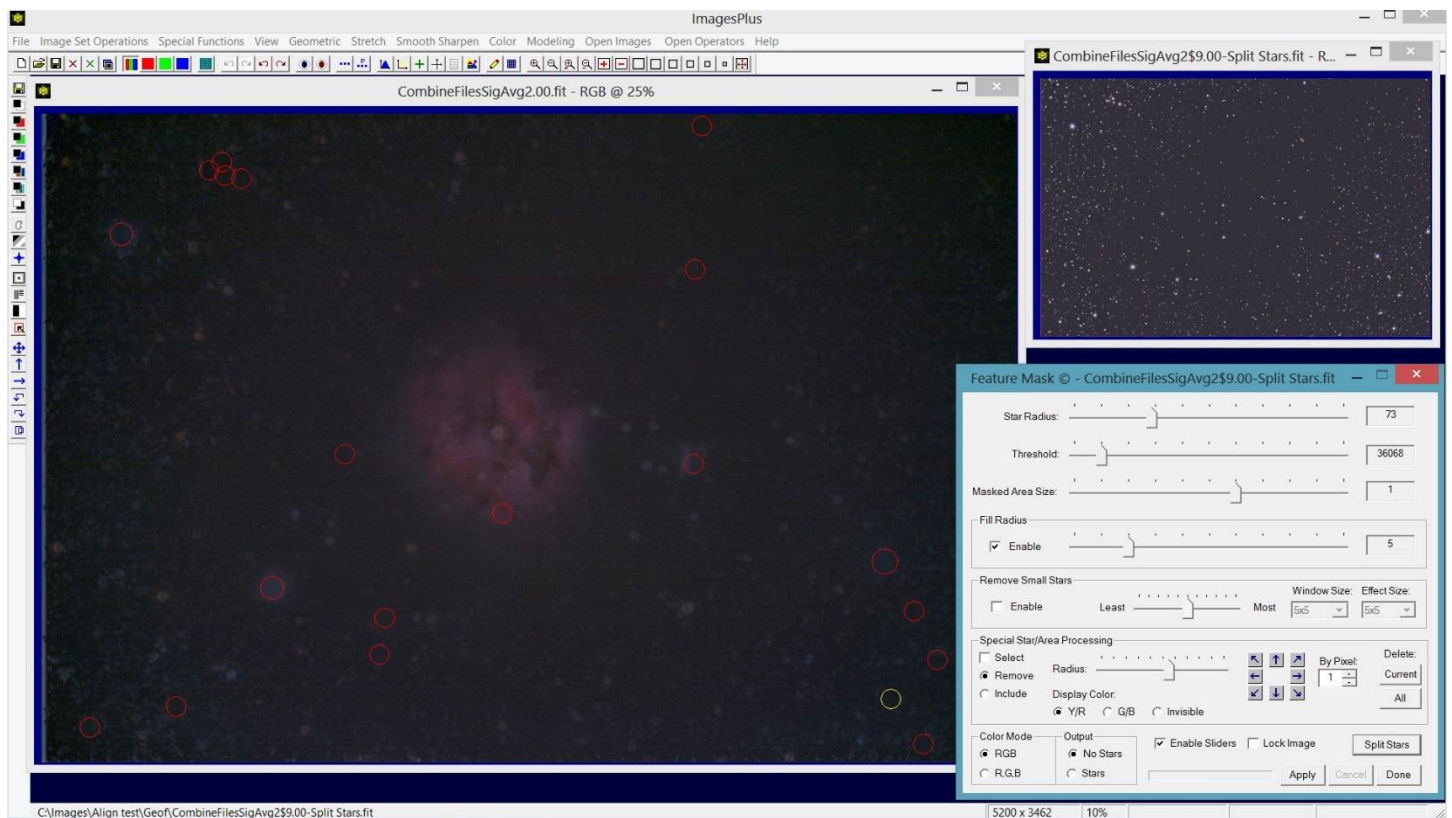 ImagesPlus
File Image Set Operations Special Functions View Geometric Stretch Smooth Sharpen Color Modeling Open Images Open Operators Help
CombineFilesSigAvg2$9.00-Split Stars.fit - R...
CombineFilesSigAvg2.00.fit - RGB @ 25%
Feature Mask © - CombineFilesSigAvg2$9.00-Split Stars.fit
Star Radius: 73
Threshold: 36068
Masked Area Size: 1
Fill Radius
Enable 5
Remove Small Stars
Window Size: Effect Size:
Enable Least Most 5x5 5x5
Special Star/Area Processing
Select
Radius:
Remove
Include
By Pixel:
1
Delete:
Current
All
Display Color:
Y/R G/B Invisible
Color Mode
RGB
R,G,B
Output
No Stars
Stars
Enable Sliders Lock Image Split Stars
Apply Cancel Done
C:\Images\Align test\Geof\CombineFilesSigAvg2$9.00-Split Stars.fit 5200 x 3462 10%